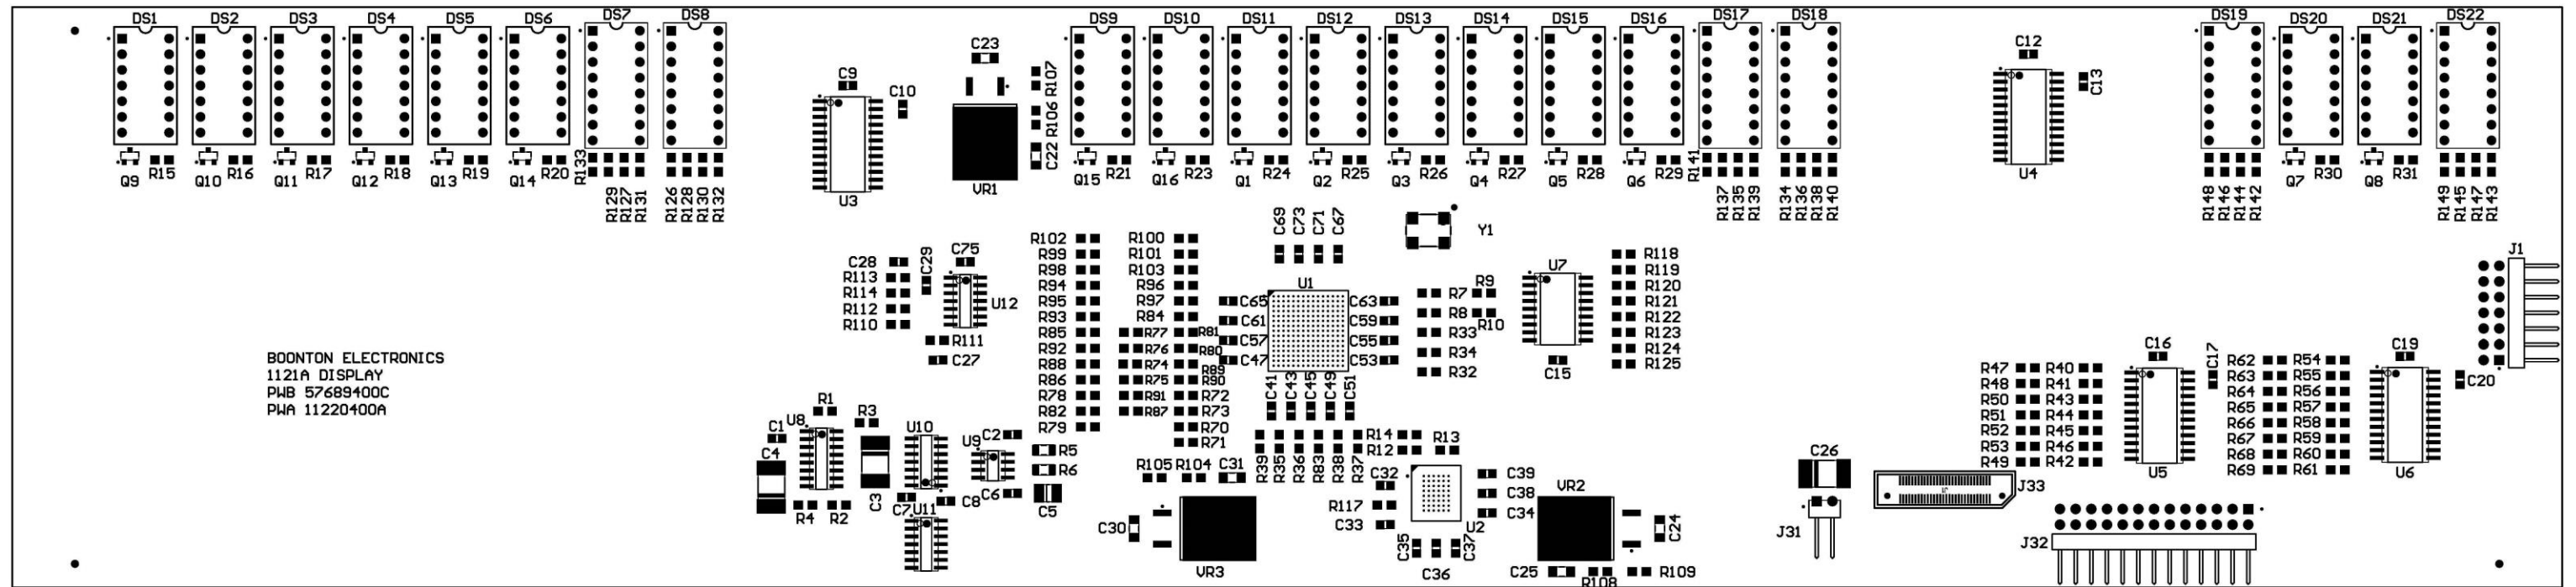 DS1 DS2 DS3 DS4 DS5 DS6 DS7 DS8 DS9 DS10 DS11 DS12 DS13 DS14 DS15 DS16 DS17 DS18 DS19 DS20 DS21 DS22
C23 C12
C9 R107 C13
C10
R106
C22
Q9 R15 Q10 R16 Q11 R17 Q12 R18 Q13 R19 Q14 R20 R133 R129 R127 R131 R126 R128 R130 R132
U3 VR1
Q15 R21 Q16 R23 Q1 R24 Q2 R25 Q3 R26 Q4 R27 Q5 R28 Q6 R29 R141 R137 R135 R139 R134 R136 R138 R140
U4
R148 R146 R144 R142 Q7 R30 Q8 R31 R149 R145 R147 R143
C69 C73 C71 C67 Y1
J1
C28 C29 C75
R113
R114 U12
R112
R110
R111
C27
R102 R100
R99 R101
R98 R103
R94 R96
R95 R97
R93 R84
R85 R77 R81
R92 R76 R80
R88 R74 R89
R86 R75 R90
R78 R91 R72
R82 R87 R73
R79 R70
R71
U1
C65 C63
C61 C59
C57 C55
C47 C53
C41 C43 C45 C49 C51
R7 R9
R8 R10
R33
R34
R32
U7
C15
R118
R119
R120
R121
R122
R123
R124
R125
BOONTON ELECTRONICS
1121A DISPLAY
PWB 57689400C
PWA 11220400A
C16 C17 C19 C20
R47 R40
R48 R41
R50 R43
R51 R44
R52 R45
R53 R46
R49 R42
U5
R62 R54
R63 R55
R64 R56
R65 R57
R66 R58
R67 R59
R68 R60
R69 R61
U6
R1 R3
C1 U8 U10 U9 C2
C4 R5
R6
C3 C6 C5
R4 R2 C7 C8
U11
R105 R104 C31
R39 R35 R36 R83 R38 R37
R14 R13
R12
C32 C39
R117 C38
C33 C34
U2
C35 C36 C37
C30 VR3
VR2 C24
C25 R108 R109
C26
J31
J33
J32